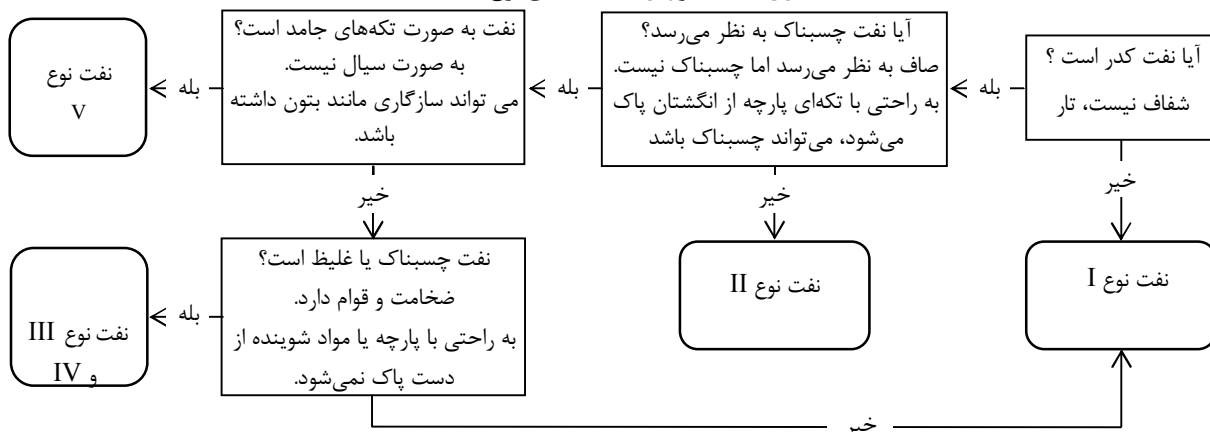 آیا نفت کدر است ؟
شفاف نیست، تار
بله
خیر
نفت نوع I
آیا نفت چسبناک به نظر می‌رسد؟
صاف به نظر می‌رسد اما چسبناک نیست.
به راحتی با تکه‌ای پارچه از انگشتان پاک
می‌شود، می‌تواند چسبناک باشد
بله
خیر
نفت نوع II
نفت به صورت تکه‌های جامد است؟
به صورت سیال نیست.
می تواند سازگاری مانند بتون داشته
باشد.
بله
نفت نوع
V
خیر
نفت چسبناک یا غلیظ است؟
ضخامت و قوام دارد.
به راحتی با پارچه یا مواد شوینده از
دست پاک نمی‌شود.
بله
نفت نوع III
و IV
خیر